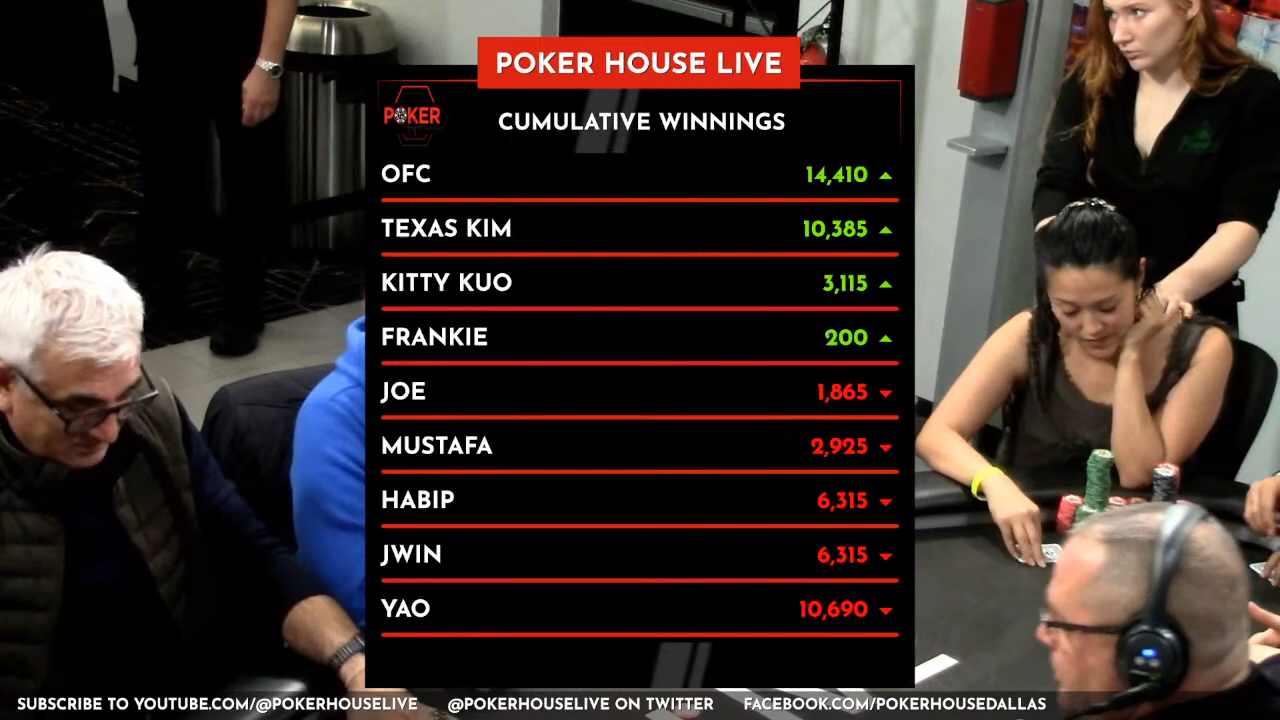 POKER HOUSE LIVE
POKER
CUMULATIVE WINNINGS
OFC 14,410
TEXAS KIM 10,385
KITTY KUO 3,115
FRANKIE 200
JOE 1,865
MUSTAFA 2,925
HABIP 6,315
JWIN 6,315
YAO 10,690
SUBSCRIBE TO YOUTUBE.COM/@POKERHOUSELIVE @POKERHOUSELIVE ON TWITTER FACEBOOK.COM/POKERHOUSEDALLAS